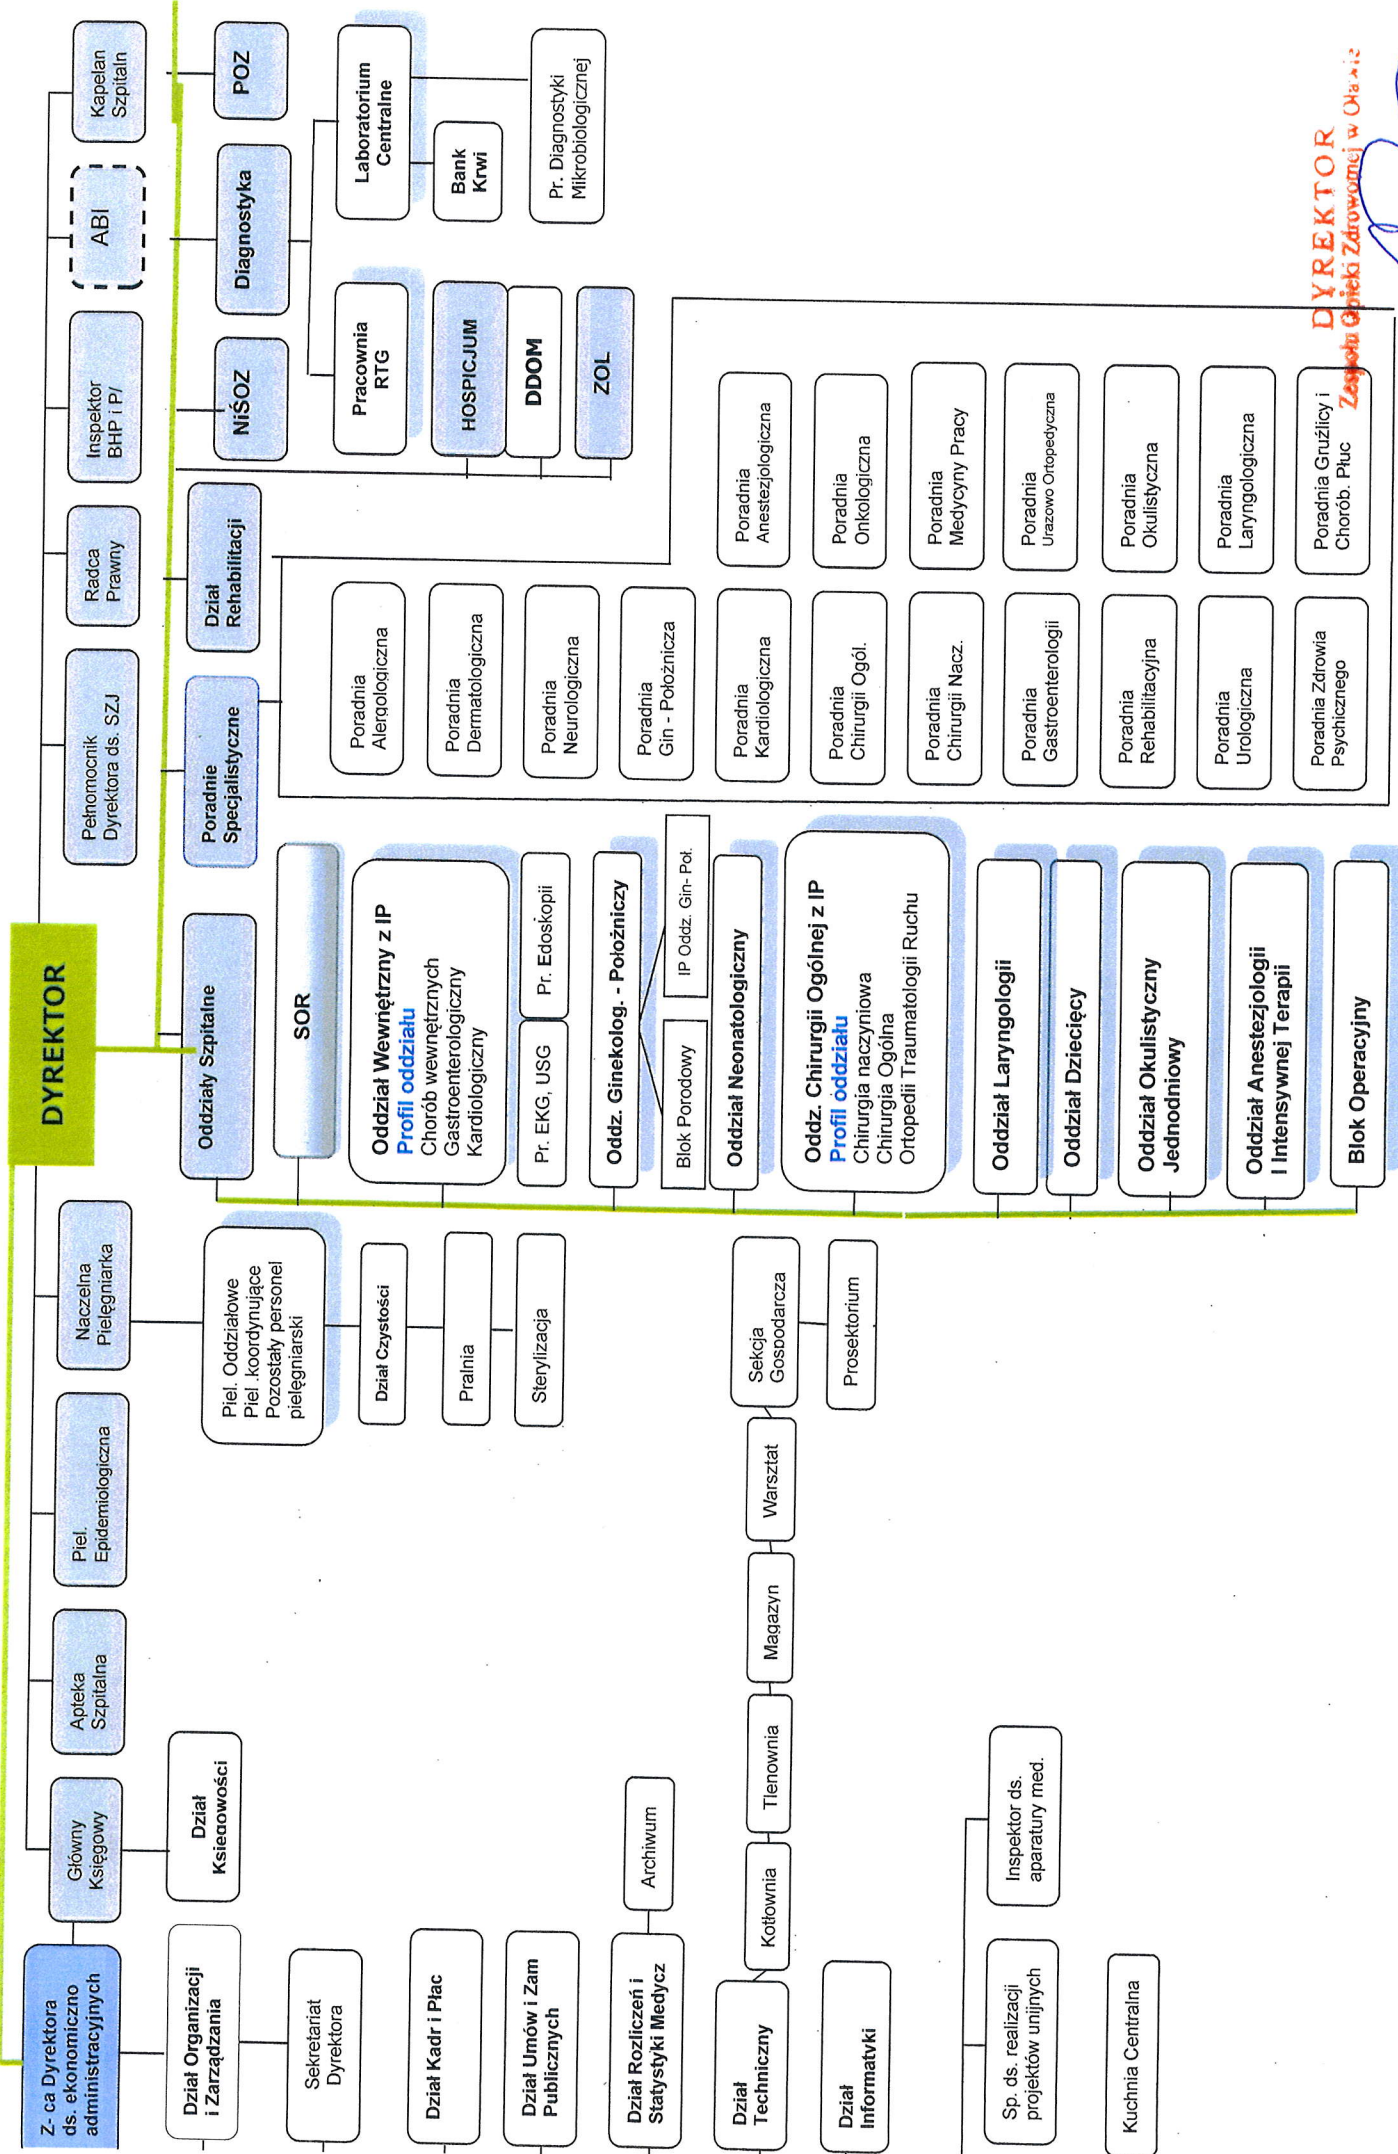 DYREKTOR
Z- ca Dyrektora
ds. ekonomiczno
administracyjnych
Główny
Księgowy
Apteka
Szpitalna
Piel.
Epidemiologiczna
Naczelna
Pielęgniarka
Pełnomocnik
Dyrektora ds. SZJ
Radca
Prawny
Inspektor
BHP i P/
ABI
Kapelan
Szpitaln
Dział Organizacji
i Zarządzania
Sekretariat
Dyrektora
Dział Kadr i Płac
Dział Umów i Zam
Publicznych
Dział Rozliczeń i
Statystyki Medycz
Archiwum
Dział
Techniczny
Kotłownia
Tlenownia
Magazyn
Warsztat
Sekcja
Gospodarcza
Prosektorium
Dział
Informatyki
Sp. ds. realizacji
projektów unijnych
Inspektor ds.
aparatury med.
Kuchnia Centralna
Dział
Księgowości
Piel. Oddziałowe
Piel .koordynujące
Pozostały personel
pielęgniarski
Dział Czystości
Pralnia
Sterylizacja
Oddziały Szpitalne
SOR
Oddział Wewnętrzny z IP
Profil oddziału
Chorób wewnętrznych
Gastroenterologiczny
Kardiologiczny
Pr. EKG, USG
Pr. Edoskopii
Oddz. Ginekolog. - Położniczy
Blok Porodowy
IP Oddz. Gin- Poł.
Oddział Neonatologiczny
Oddz. Chirurgii Ogólnej z IP
Profil oddziału
Chirurgia naczyniowa
Chirurgia Ogólna
Ortopedii Traumatologii Ruchu
Oddział Laryngologii
Oddział Dziecięcy
Oddział Okulistyczny
Jednodniowy
Oddział Anestezjologii
I Intensywnej Terapii
Blok Operacyjny
Poradnie
Specjalistyczne
Poradnia
Alergologiczna
Poradnia
Dermatologiczna
Poradnia
Neurologiczna
Poradnia
Gin - Położnicza
Poradnia
Kardiologiczna
Poradnia
Chirurgii Ogól.
Poradnia
Chirurgii Nacz.
Poradnia
Gastroenterologii
Poradnia
Rehabilitacyjna
Poradnia
Urologiczna
Poradnia Zdrowia
Psychicznego
Poradnia
Anestezjologiczna
Poradnia
Onkologiczna
Poradnia
Medycyny Pracy
Poradnia
Urazowo Ortopedyczna
Poradnia
Okulistyczna
Poradnia
Laryngologiczna
Poradnia Gruźlicy i
Chorób. Płuc
Dział
Rehabilitacji
NiŚOZ
Diagnostyka
POZ
Pracownia
RTG
Laboratorium
Centralne
Bank
Krwi
Pr. Diagnostyki
Mikrobiologicznej
HOSPICJUM
DDOM
ZOL
DYREKTOR
Zespołu Opieki Zdrowotnej w Oławie